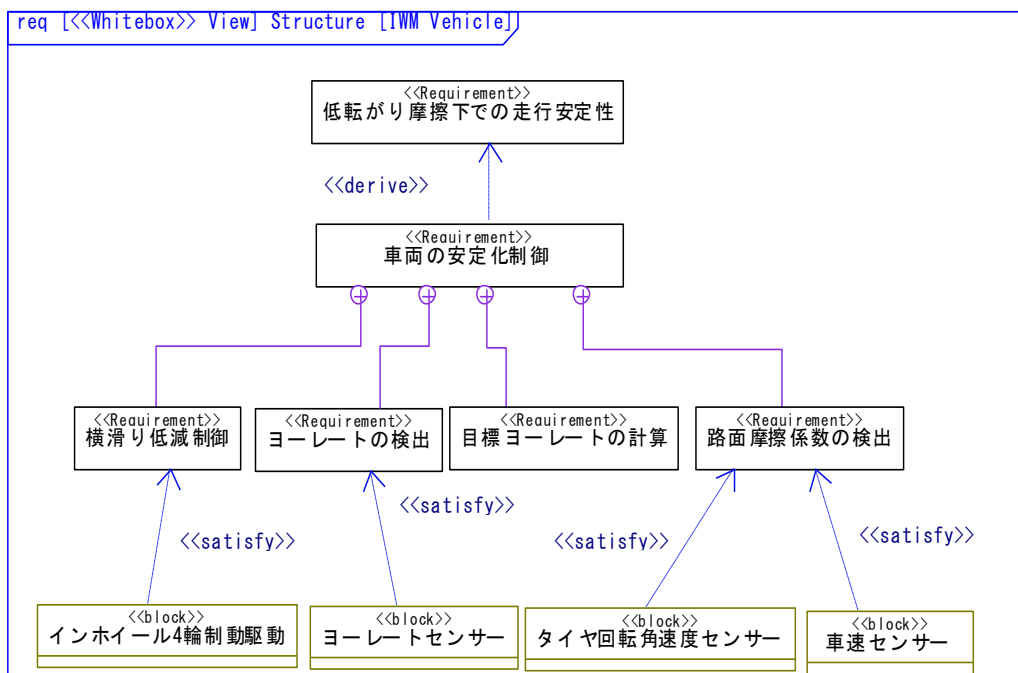 req [<<Whitebox>> View] Structure [IWM Vehicle]
<<Requirement>>
低転がり摩擦下での走行安定性
<<derive>>
<<Requirement>>
車両の安定化制御
<<Requirement>>
横滑り低減制御
<<Requirement>>
ヨーレートの検出
<<Requirement>>
目標ヨーレートの計算
<<Requirement>>
路面摩擦係数の検出
<<satisfy>>
<<satisfy>>
<<satisfy>>
<<satisfy>>
<<block>>
インホイール4輪制動駆動
<<block>>
ヨーレートセンサー
<<block>>
タイヤ回転角速度センサー
<<block>>
車速センサー